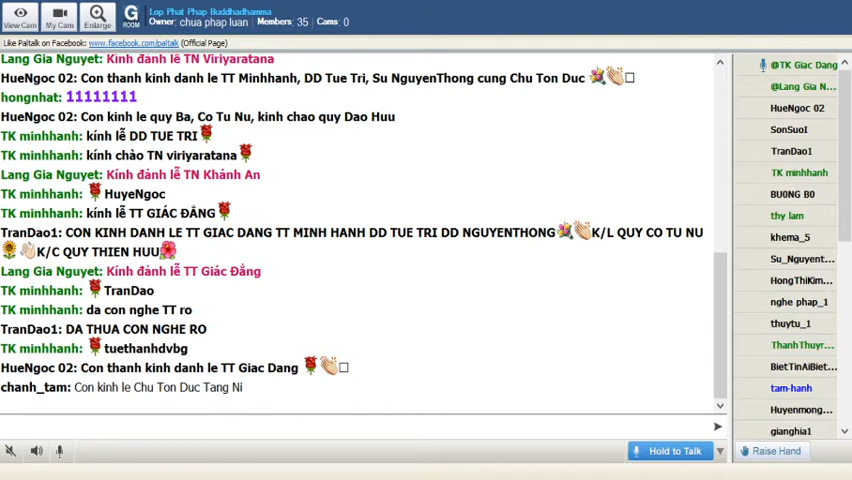 View Cam
My Cam
Enlarge
G
ROOM
Lop Phat Phap Buddhadhamma
Owner: chua phap luan Members: 35 Cams: 0
Like Paltalk on Facebook: www.facebook.com/paltalk (Official Page)
Lang Gia Nguyet: Kính đảnh lễ TN Viriyaratana
HueNgoc 02: Con thanh kinh danh le TT Minhhanh, DD Tue Tri, Su NguyenThong cung Chu Ton Duc
hongnhat: 11111111
HueNgoc 02: Con kinh le quy Ba, Co Tu Nu, kinh chao quy Dao Huu
TK minhhanh: kính lễ DD TUE TRI
TK minhhanh: kính chào TN viriyaratana
Lang Gia Nguyet: Kính đảnh lễ TN Khánh An
TK minhhanh: HuyeNgoc
TK minhhanh: kính lễ TT GIÁC ĐẲNG
TranDao1: CON KINH DANH LE TT GIAC DANG TT MINH HANH DD TUE TRI DD NGUYENTHONG K/L QUY CO TU NU
K/C QUY THIEN HUU
Lang Gia Nguyet: Kính đảnh lễ TT Giác Đẳng
TK minhhanh: TranDao
TK minhhanh: da con nghe TT ro
TranDao1: DA THUA CON NGHE RO
TK minhhanh: tuethanhdvbg
HueNgoc 02: Con thanh kinh danh le TT Giac Dang
chanh_tam: Con kinh le Chu Ton Duc Tang Ni
@TK Giac Dang
@Lang Gia N...
HueNgoc 02
SonSuoI
TranDao1
TK minhhanh
BU0NG B0
thy lam
khema_5
Su_Nguyent...
HongThiKim...
nghe phap_1
thuytu_1
ThanhThuyr...
BietTinAiBiet...
tam-hanh
Huyenmong...
gianghia1
Hold to Talk
Raise Hand